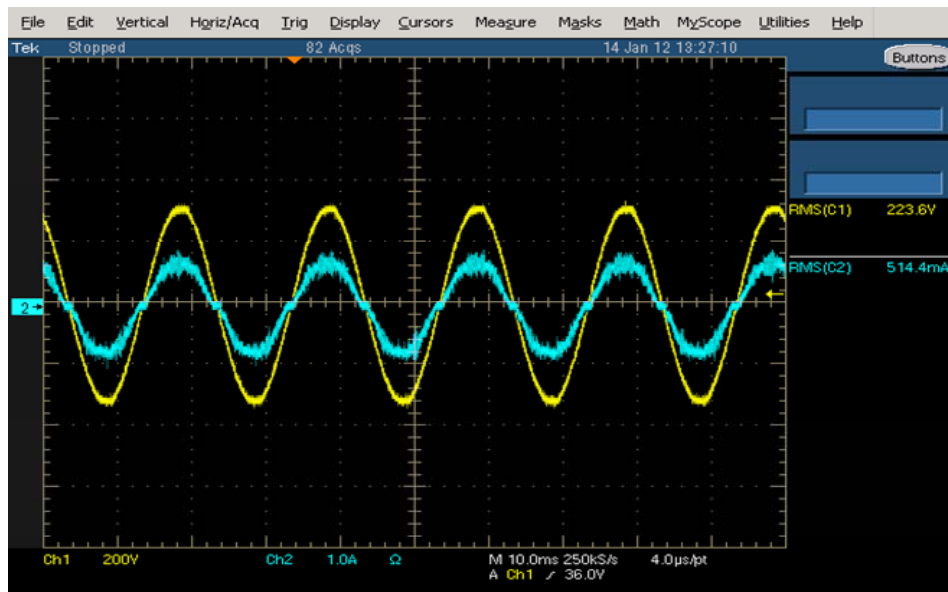 File Edit Vertical Horiz/Acq Trig Display Cursors Measure Masks Math MyScope Utilities Help
Tek Stopped 82 Acqs 14 Jan 12 13:27:10
Buttons
RMS(C1) 223.6V
RMS(C2) 514.4mA
2
Ch1 200V Ch2 1.0A Ω M 10.0ms 250kS/s 4.0µs/pt
A Ch1 ∕ 36.0V